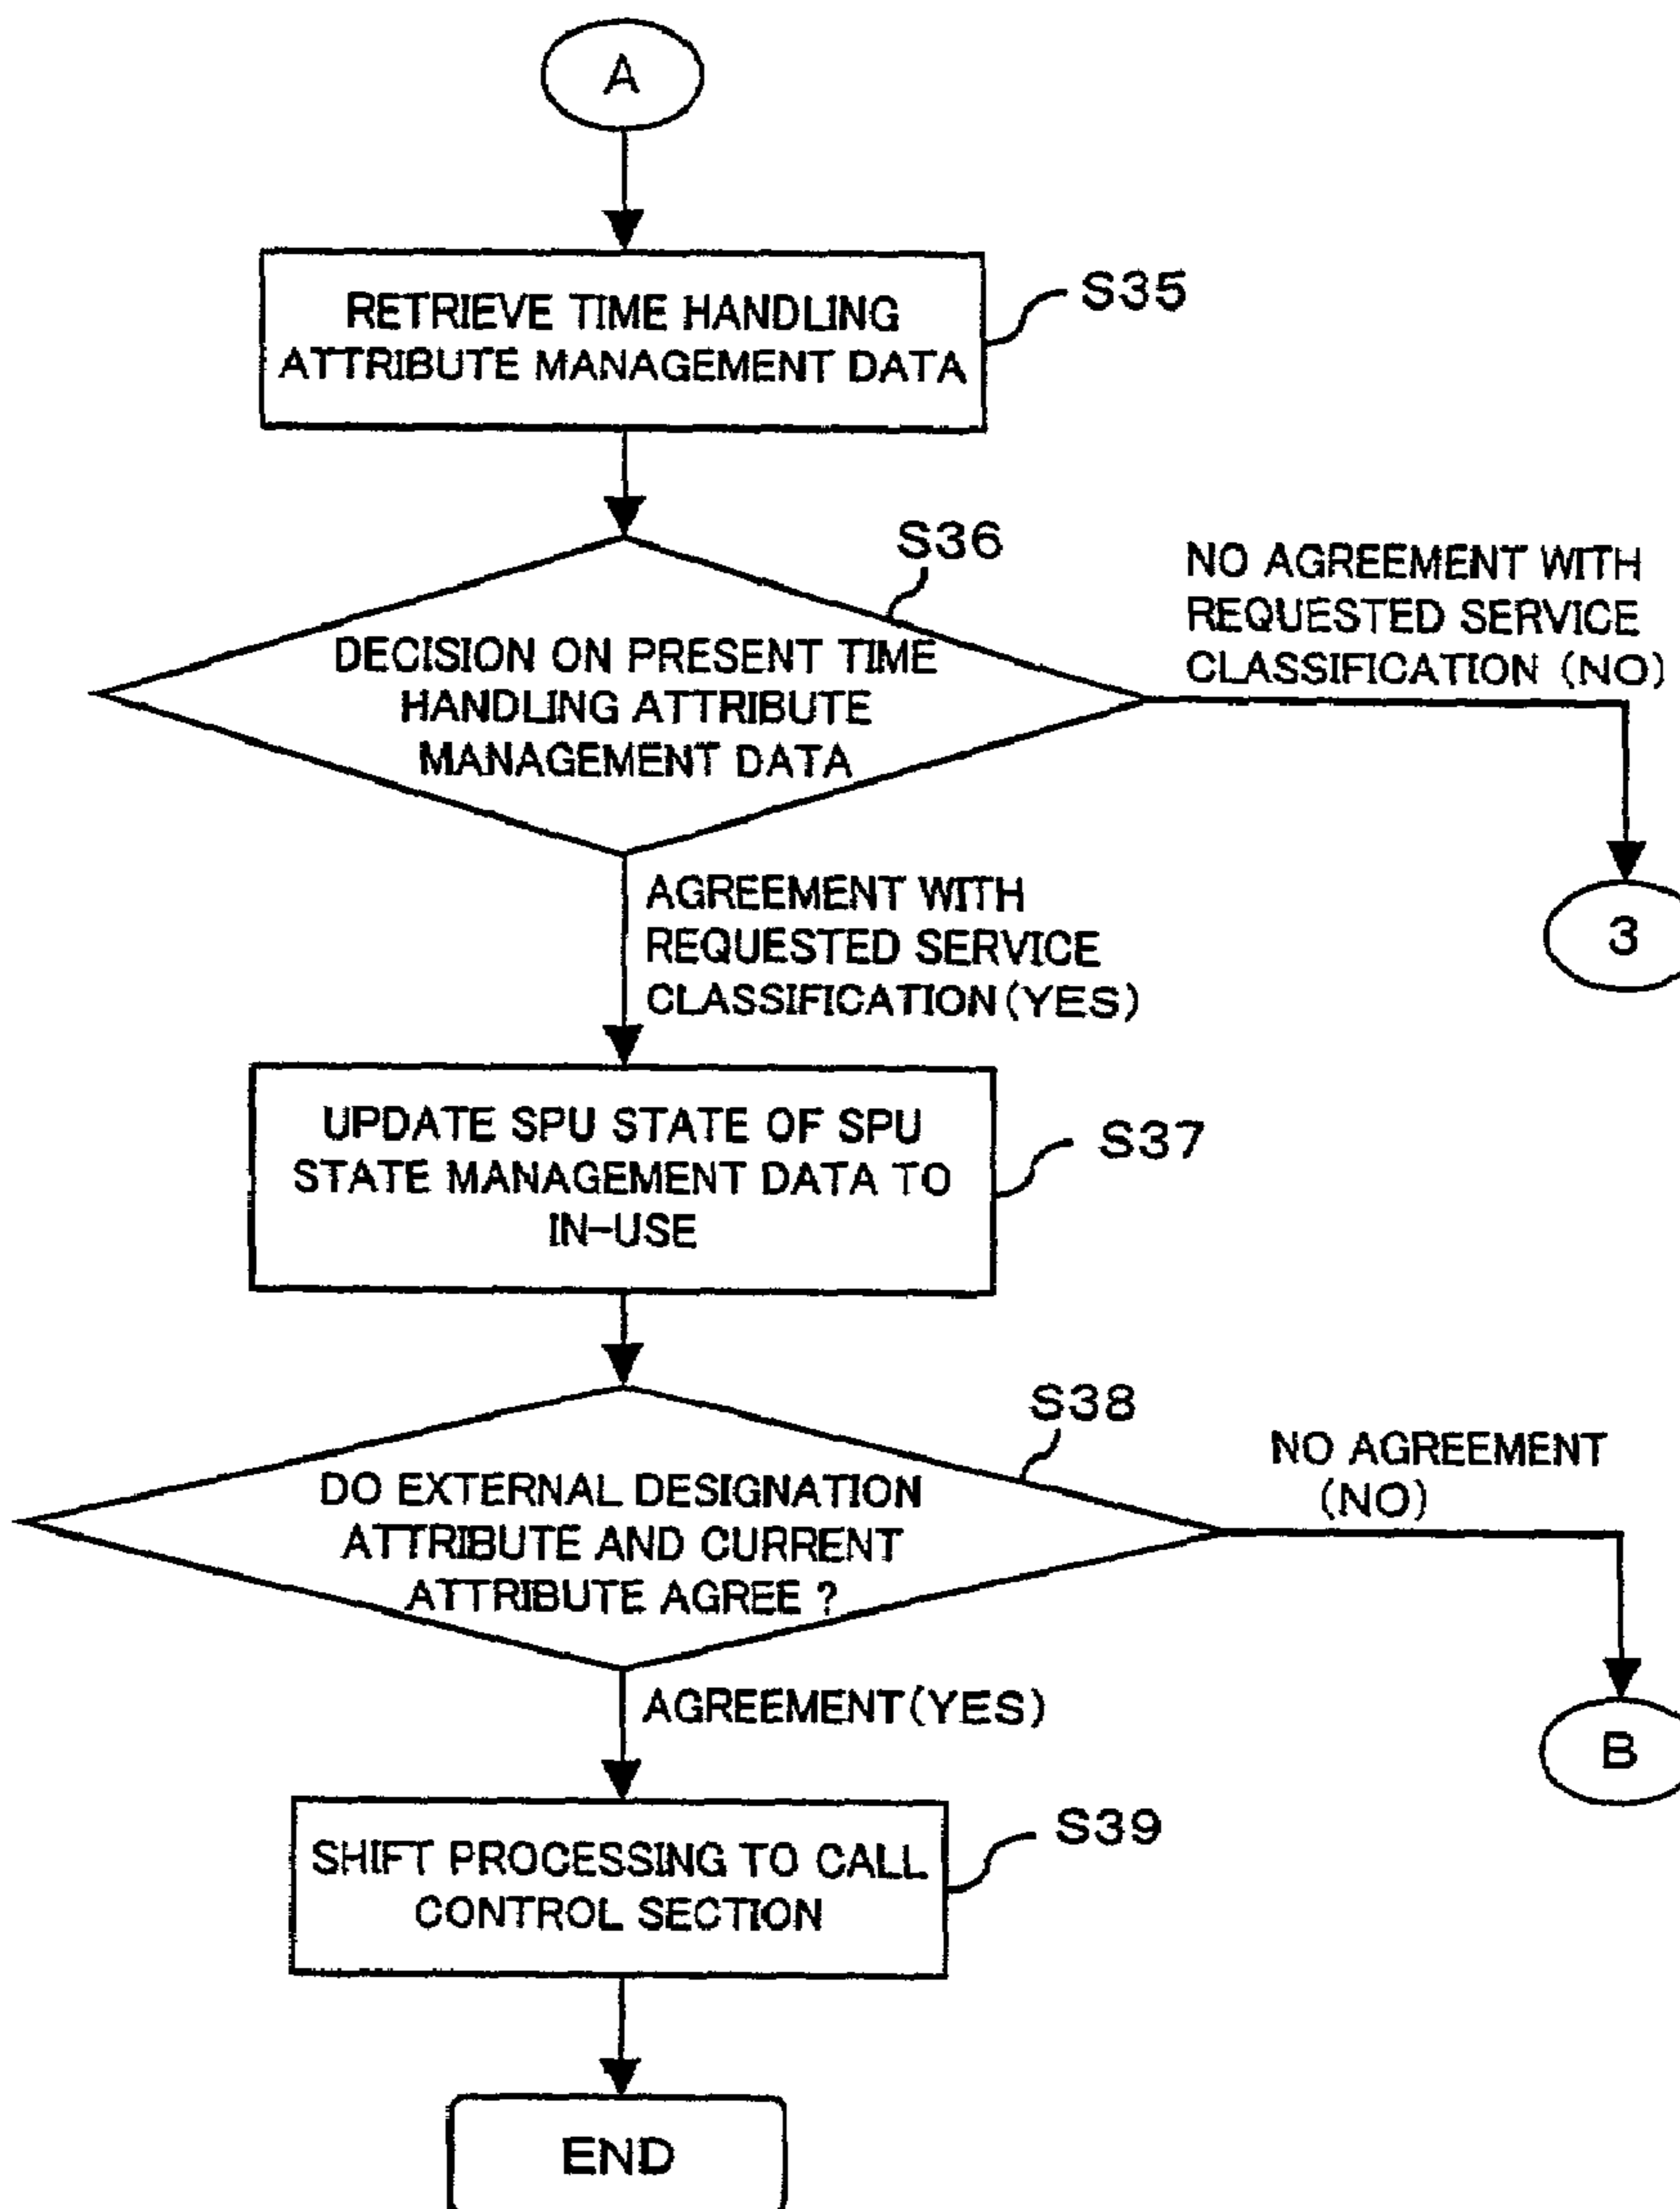 A
RETRIEVE TIME HANDLING
ATTRIBUTE MANAGEMENT DATA
S35
S36
DECISION ON PRESENT TIME
HANDLING ATTRIBUTE
MANAGEMENT DATA
NO AGREEMENT WITH
REQUESTED SERVICE
CLASSIFICATION (NO)
3
AGREEMENT WITH
REQUESTED SERVICE
CLASSIFICATION(YES)
UPDATE SPU STATE OF SPU
STATE MANAGEMENT DATA TO
IN-USE
S37
S38
DO EXTERNAL DESIGNATION
ATTRIBUTE AND CURRENT
ATTRIBUTE AGREE ?
NO AGREEMENT
(NO)
B
AGREEMENT(YES)
SHIFT PROCESSING TO CALL
CONTROL SECTION
S39
END